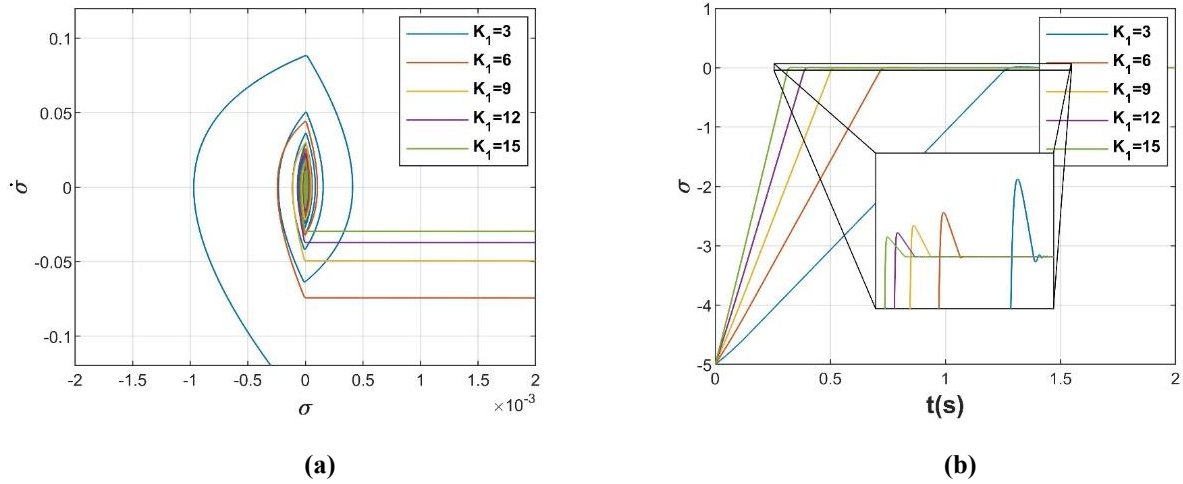 0.1
0.05
0
-0.05
-0.1
σ̇
-2 -1.5 -1 -0.5 0 0.5 1 1.5 2
×10⁻³
σ
K₁=3
K₁=6
K₁=9
K₁=12
K₁=15
(a)
1
0
-1
-2
-3
-4
-5
σ
0 0.5 1 1.5 2
t(s)
K₁=3
K₁=6
K₁=9
K₁=12
K₁=15
(b)